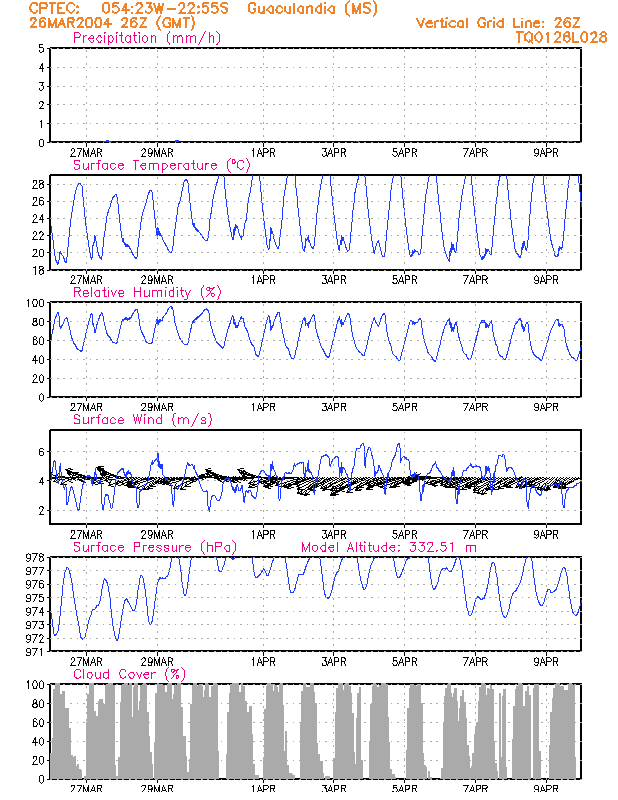 CPTEC: 054:23W-22:55S Guaculandia (MS)
26MAR2004 26Z (GMT) Vertical Grid Line: 26Z
Precipitation (mm/h) TQ0126L028
5
4
3
2
1
0
27MAR 29MAR 1APR 3APR 5APR 7APR 9APR
Surface Temperature (°C)
28
26
24
22
20
18
27MAR 29MAR 1APR 3APR 5APR 7APR 9APR
Relative Humidity (%)
100
80
60
40
20
0
27MAR 29MAR 1APR 3APR 5APR 7APR 9APR
Surface Wind (m/s)
6
4
2
27MAR 29MAR 1APR 3APR 5APR 7APR 9APR
Surface Pressure (hPa) Model Altitude: 332.51 m
978
977
976
975
974
973
972
971
27MAR 29MAR 1APR 3APR 5APR 7APR 9APR
Cloud Cover (%)
100
80
60
40
20
0
27MAR 29MAR 1APR 3APR 5APR 7APR 9APR